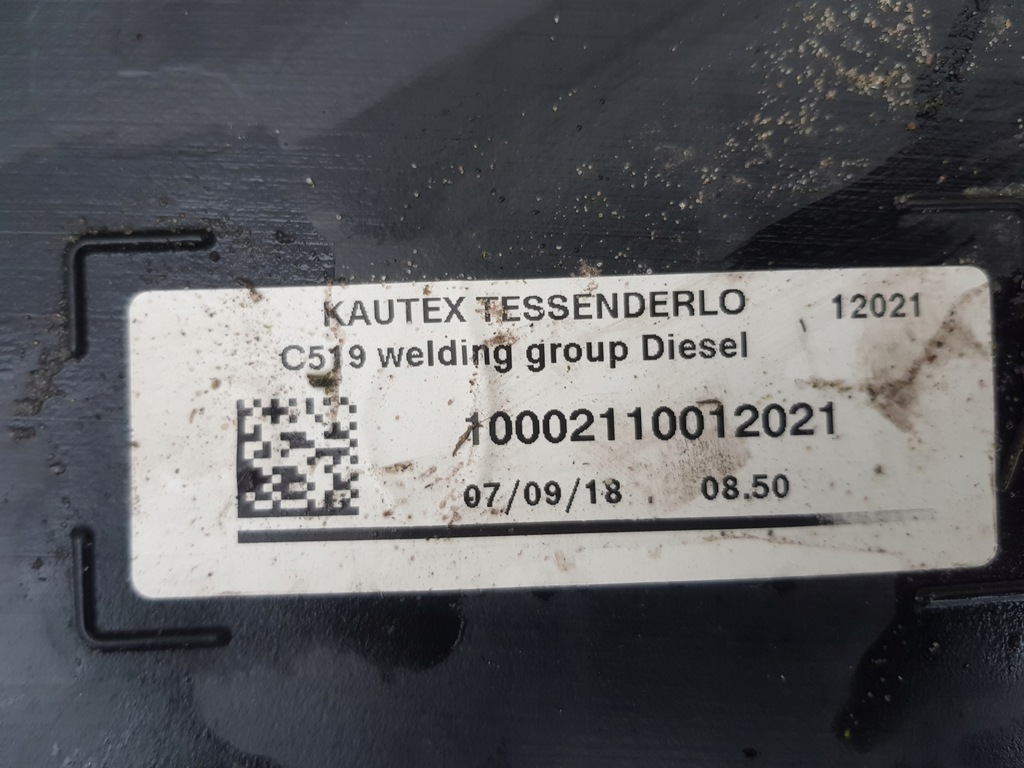 KAUTEX TESSENDERLO 12021
C519 welding group Diesel
10002110012021
07/09/18 08.50